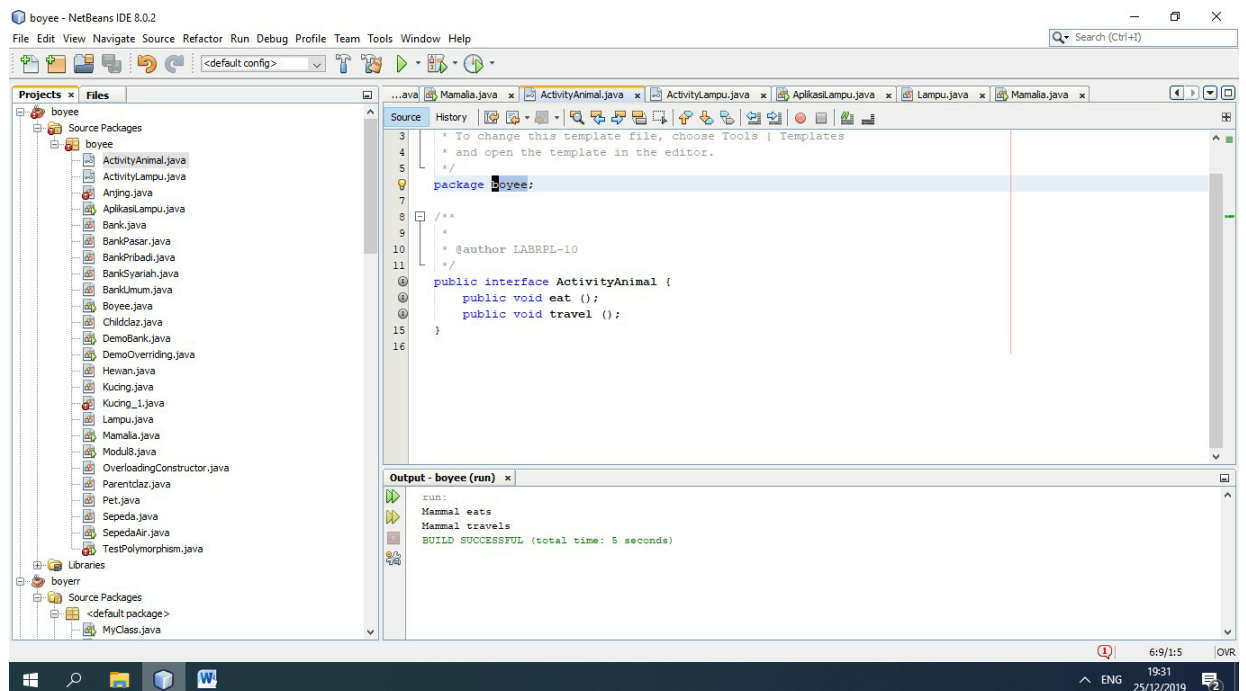 boyee - NetBeans IDE 8.0.2
File Edit View Navigate Source Refactor Run Debug Profile Team Tools Window Help
Search (Ctrl+I)
<default config>
Projects x Files
boyee
Source Packages
boyee
ActivityAnimal.java
ActivityLampu.java
Anjing.java
AplikasiLampu.java
Bank.java
BankPasar.java
BankPribadi.java
BankSyariah.java
BankUmum.java
Boyee.java
Childclaz.java
DemoBank.java
DemoOverriding.java
Hewan.java
Kucing.java
Kucing_1.java
Lampu.java
Mamalia.java
Modul8.java
OverloadingConstructor.java
Parentclaz.java
Pet.java
Sepeda.java
SepedaAir.java
TestPolymorphism.java
Libraries
boyerr
Source Packages
<default package>
MyClass.java
...ava Mamalia.java x ActivityAnimal.java x ActivityLampu.java x AplikasiLampu.java x Lampu.java x Mamalia.java x
Source History
3 * To change this template file, choose Tools | Templates
4 * and open the template in the editor.
5 */
package boyee;
7
8 /**
9 *
10 * @author LABRPL-10
11 */
public interface ActivityAnimal {
public void eat ();
public void travel ();
15 }
16
Output - boyee (run) x
run:
Mammal eats
Mammal travels
BUILD SUCCESSFUL (total time: 5 seconds)
1 6:9/1:5 OVR
W ENG 19:31
25/12/2019 2